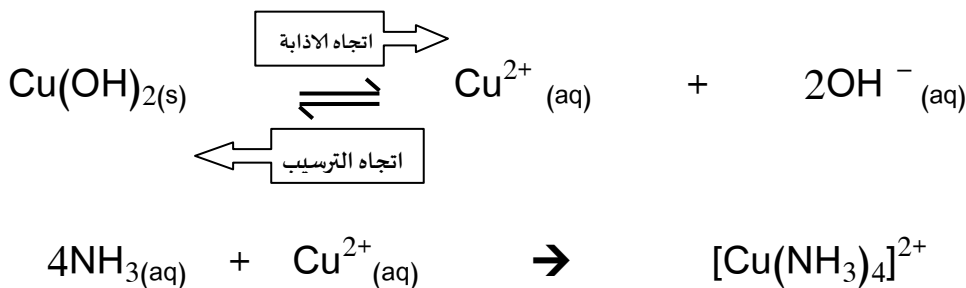 اتجاه الاذابة
Cu(OH)₂₍ₛ₎ ⇌ Cu²⁺ (aq) + 2OH ⁻ (aq)
اتجاه الترسيب
4NH₃(aq) + Cu²⁺(aq) ➔ [Cu(NH₃)₄]²⁺